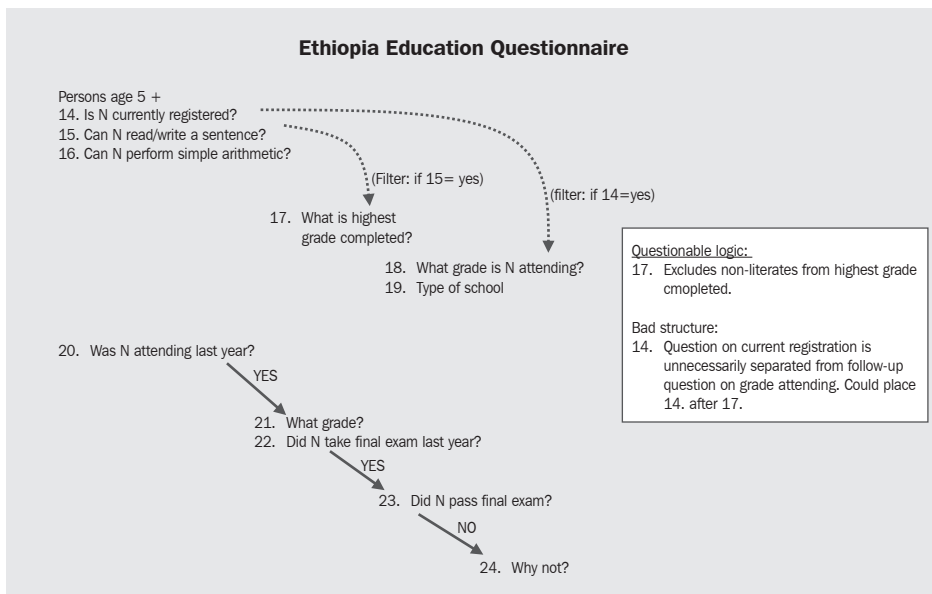 Ethiopia Education Questionnaire
Persons age 5 +
14. Is N currently registered?
15. Can N read/write a sentence?
16. Can N perform simple arithmetic?
(Filter: if 15= yes)
(filter: if 14=yes)
17. What is highest
grade completed?
18. What grade is N attending?
19. Type of school
Questionable logic:
17. Excludes non-literates from highest grade
cmopleted.
Bad structure:
14. Question on current registration is
unnecessarily separated from follow-up
question on grade attending. Could place
14. after 17.
20. Was N attending last year?
YES
21. What grade?
22. Did N take final exam last year?
YES
23. Did N pass final exam?
NO
24. Why not?